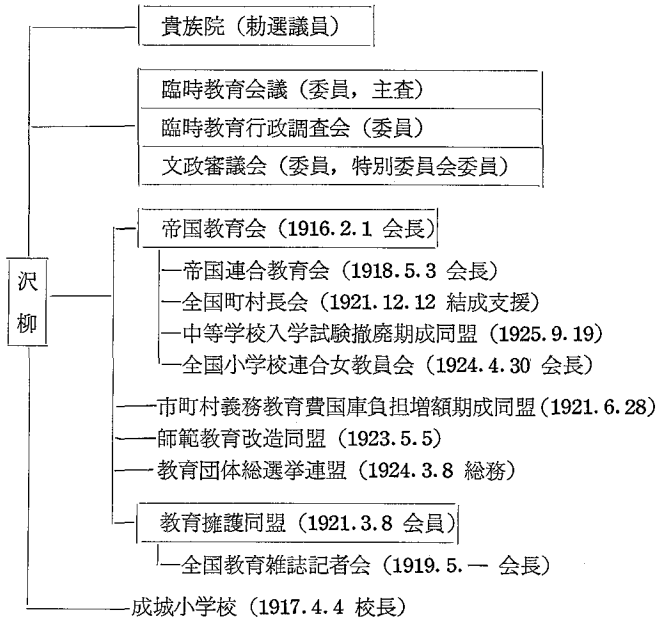 貴族院（勅選議員）
臨時教育会議（委員，主査）
臨時教育行政調査会（委員）
文政審議会（委員，特別委員会委員）
帝国教育会（1916.2.1 会長）
帝国連合教育会（1918.5.3 会長）
全国町村長会（1921.12.12 結成支援）
中等学校入学試験撤廃期成同盟（1925.9.19）
全国小学校連合女教員会（1924.4.30 会長）
沢柳
市町村義務教育費国庫負担増額期成同盟（1921.6.28）
師範教育改造同盟（1923.5.5）
教育団体総選挙連盟（1924.3.8 総務）
教育擁護同盟（1921.3.8 会員）
全国教育雑誌記者会（1919.5.― 会長）
成城小学校（1917.4.4 校長）